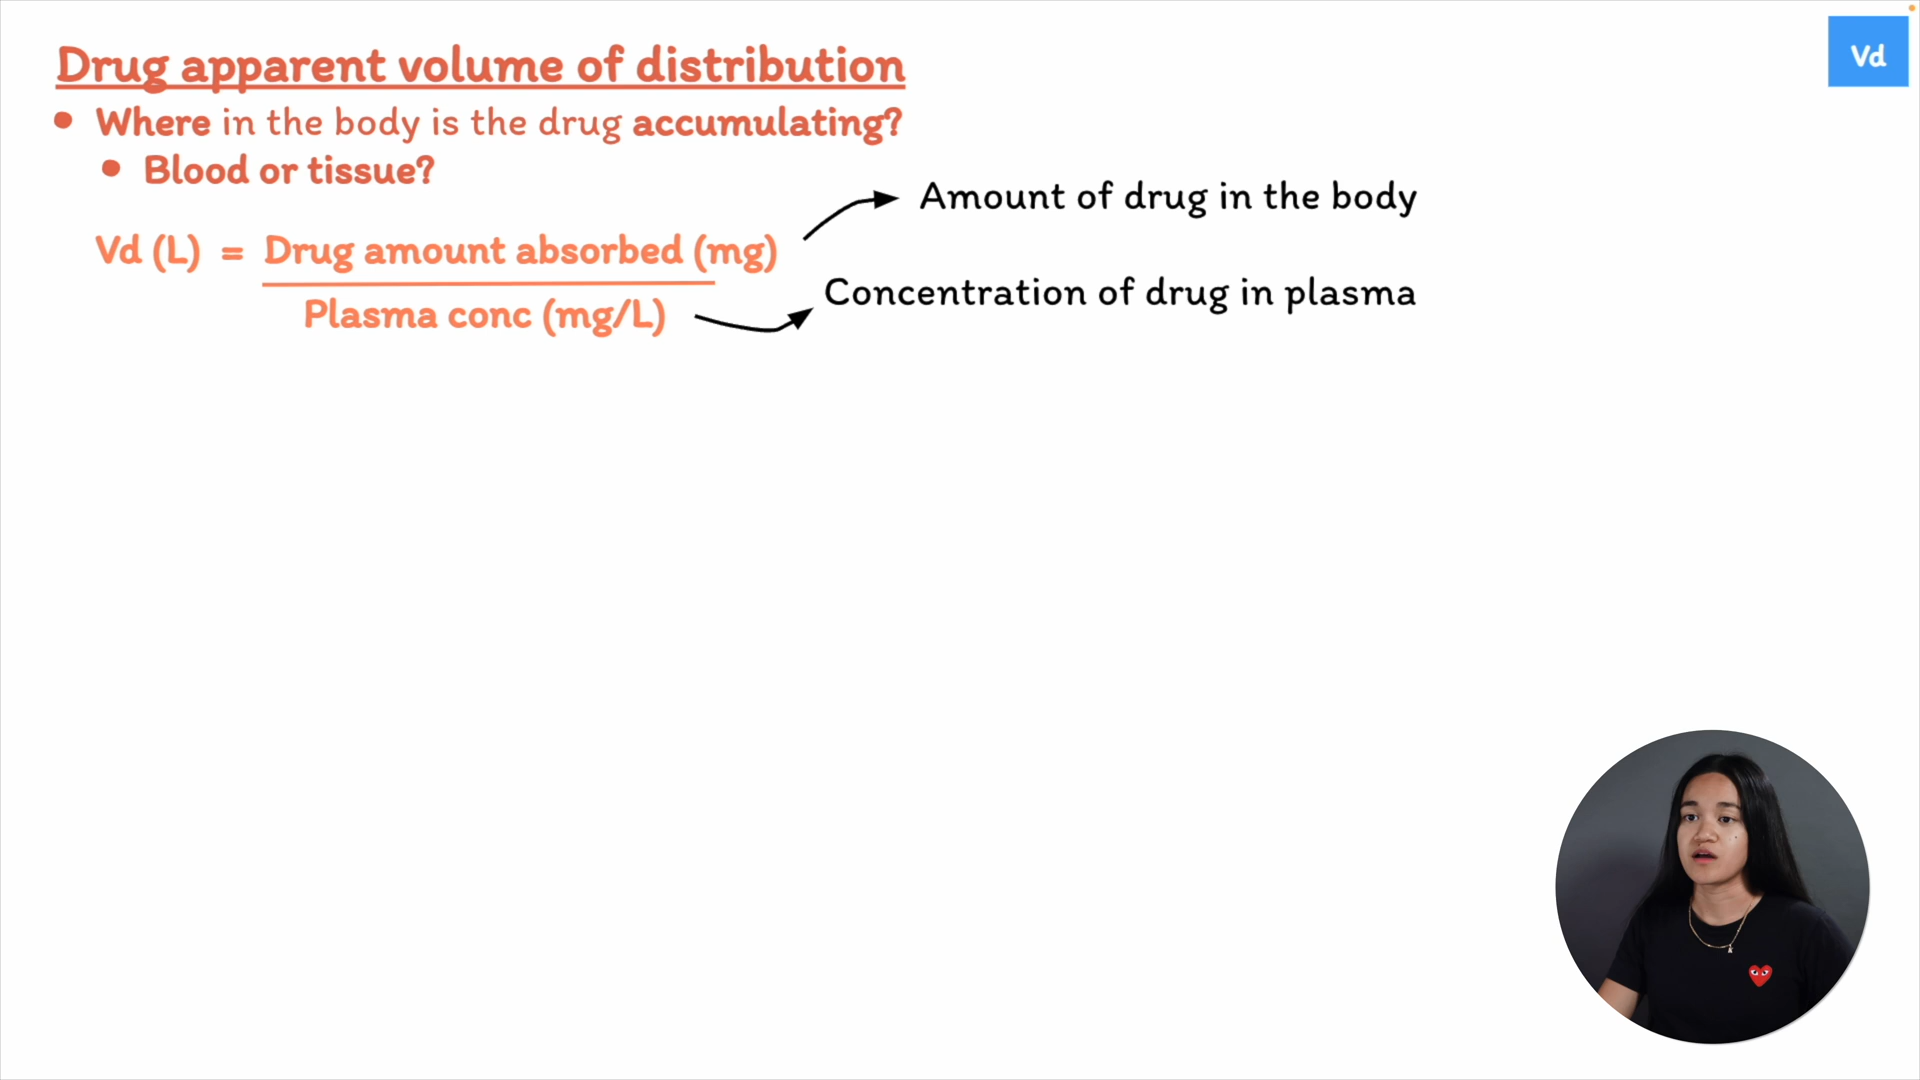 Drug apparent volume of distribution
Vd
• Where in the body is the drug accumulating?
• Blood or tissue?
Amount of drug in the body
Vd (L) = Drug amount absorbed (mg)
Concentration of drug in plasma
Plasma conc (mg/L)